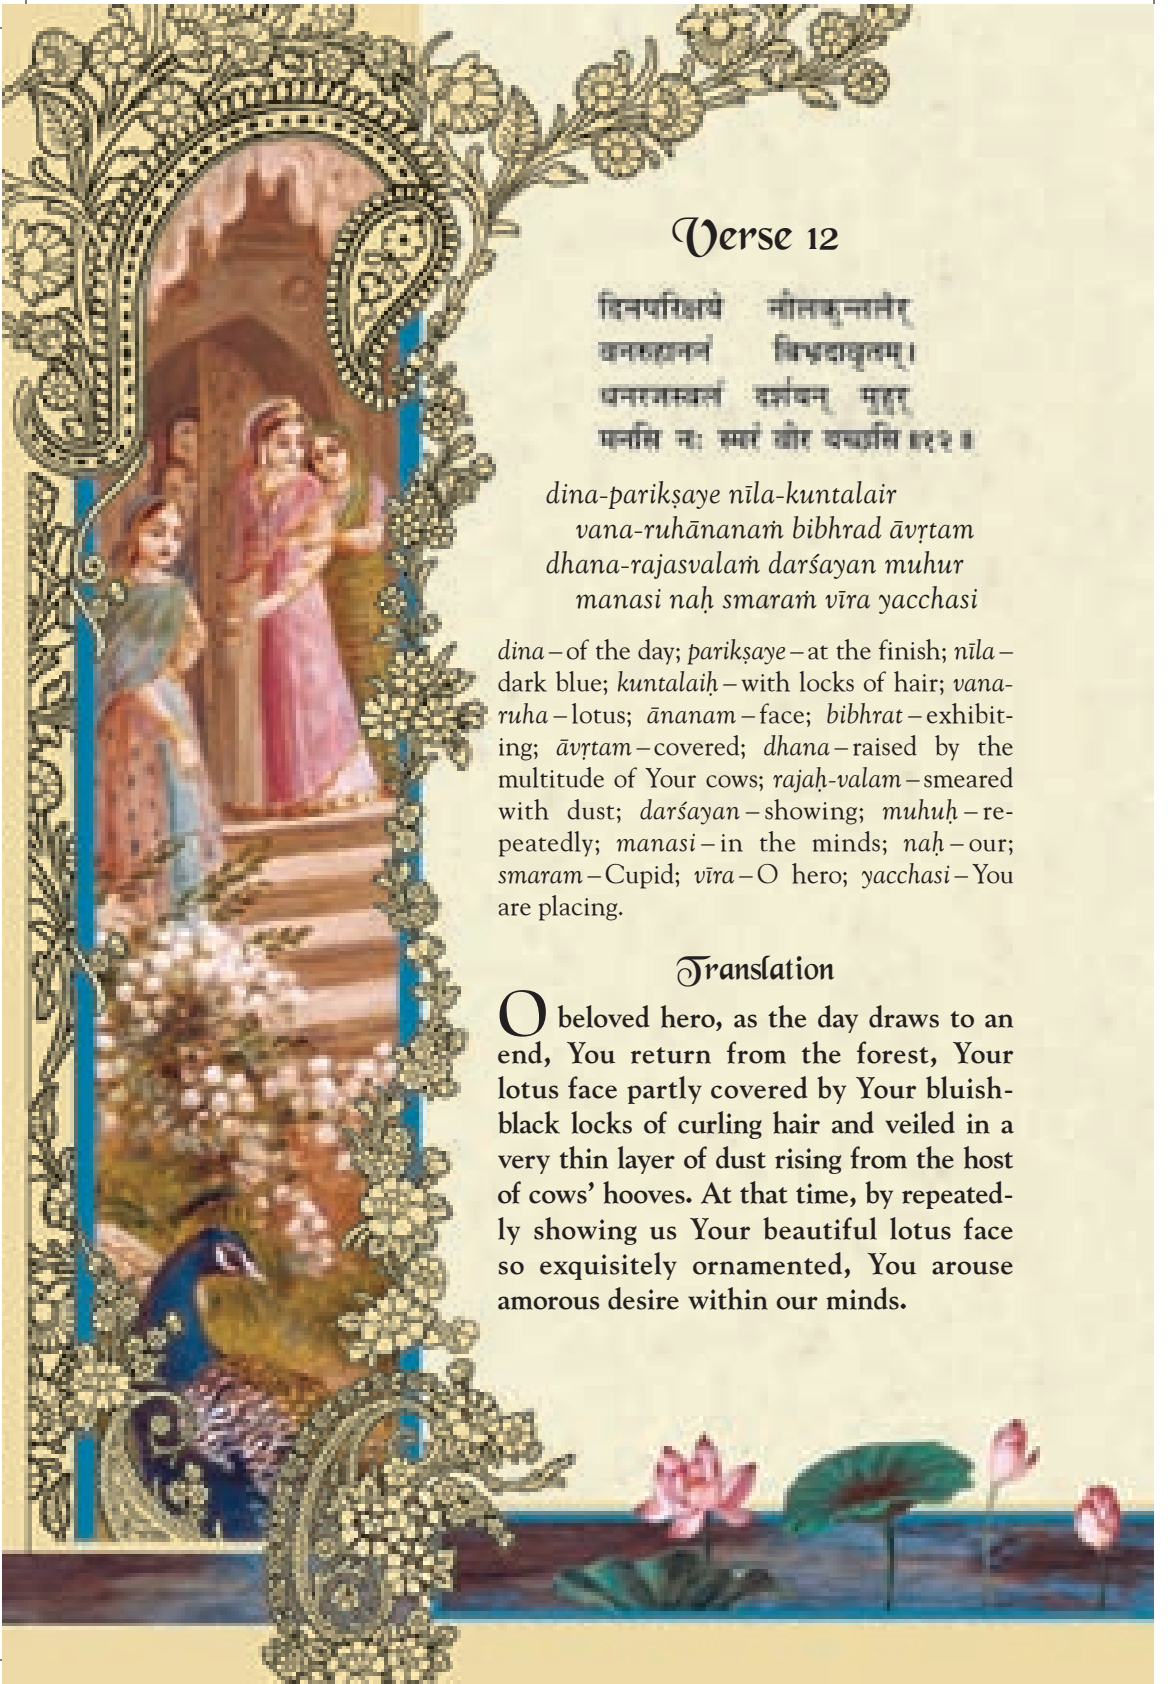 Verse 12
दिनपरिक्षये नीलकुन्तलैर्
वनरुहाननं बिभ्रदावृतम्।
धनरजस्वलं दर्शयन् मुहुर्
मनसि नः स्मरं वीर यच्छसि॥१२॥
dina-parikṣaye nīla-kuntalair
vana-ruhānanaṁ bibhrad āvṛtam
dhana-rajasvalaṁ darśayan muhur
manasi naḥ smaraṁ vīra yacchasi
dina – of the day; parikṣaye – at the finish; nīla –
dark blue; kuntalaiḥ – with locks of hair; vana-
ruha – lotus; ānanam – face; bibhrat – exhibit-
ing; āvṛtam – covered; dhana – raised by the
multitude of Your cows; rajaḥ-valam – smeared
with dust; darśayan – showing; muhuḥ – re-
peatedly; manasi – in the minds; naḥ – our;
smaram – Cupid; vīra – O hero; yacchasi – You
are placing.
Translation
O beloved hero, as the day draws to an
end, You return from the forest, Your
lotus face partly covered by Your bluish-
black locks of curling hair and veiled in a
very thin layer of dust rising from the host
of cows’ hooves. At that time, by repeated-
ly showing us Your beautiful lotus face
so exquisitely ornamented, You arouse
amorous desire within our minds.